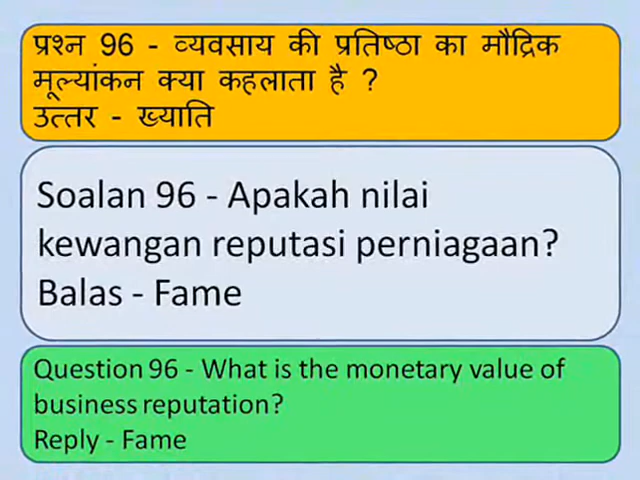 प्रश्न 96 - व्यवसाय की प्रतिष्ठा का मौद्रिक
मूल्यांकन क्या कहलाता है ?
उत्तर - ख्याति
Soalan 96 - Apakah nilai
kewangan reputasi perniagaan?
Balas - Fame
Question 96 - What is the monetary value of
business reputation?
Reply - Fame